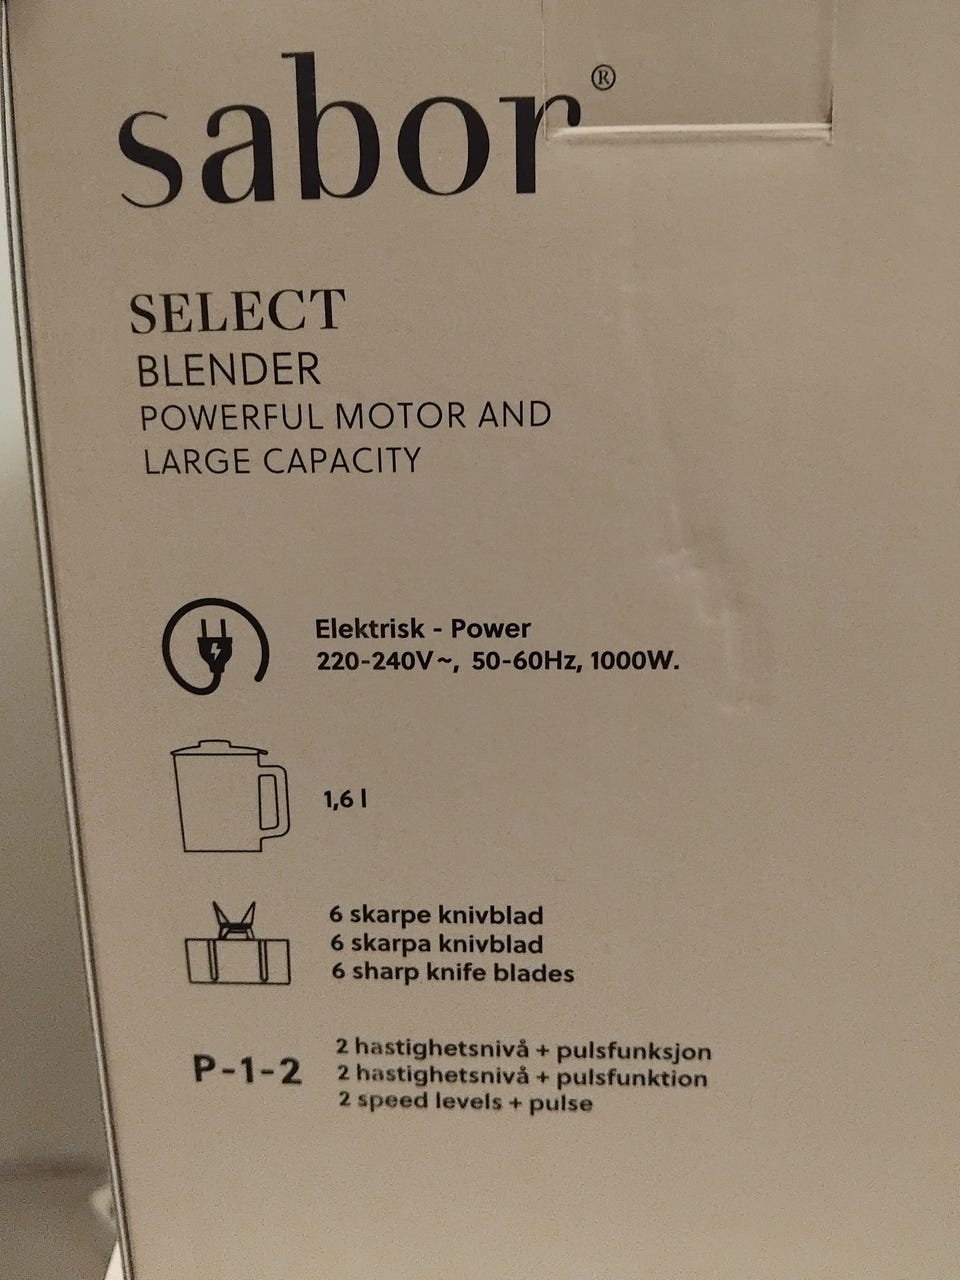 sabor®
SELECT
BLENDER
POWERFUL MOTOR AND
LARGE CAPACITY
Elektrisk - Power
220-240V~, 50-60Hz, 1000W.
1,6 l
6 skarpe knivblad
6 skarpa knivblad
6 sharp knife blades
P-1-2
2 hastighetsnivå + pulsfunksjon
2 hastighetsnivå + pulsfunktion
2 speed levels + pulse